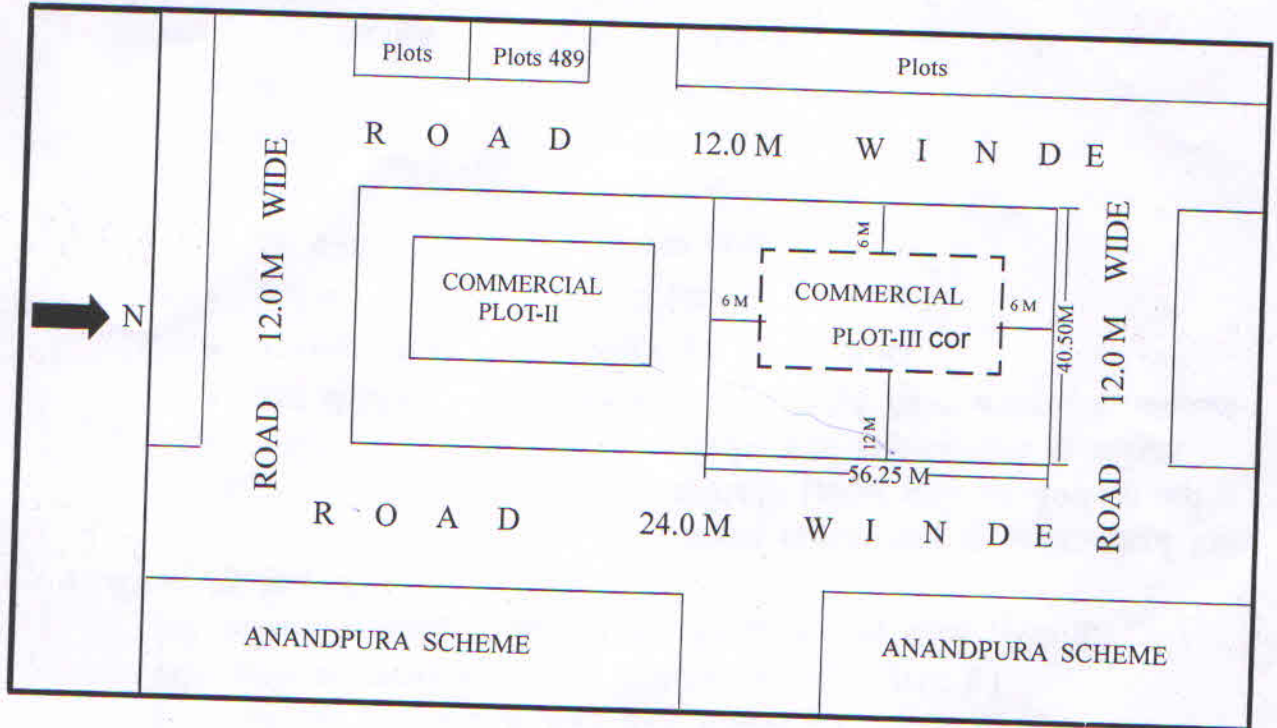 Plots
Plots 489
Plots
R O A D 12.0 M W I N D E
ROAD 12.0 M WIDE
N
COMMERCIAL
PLOT-II
6 M
6 M
COMMERCIAL
PLOT-III cor
6 M
12 M
40.50M
56.25 M
ROAD 12.0 M WIDE
R O A D 24.0 M W I N D E
ANANDPURA SCHEME
ANANDPURA SCHEME